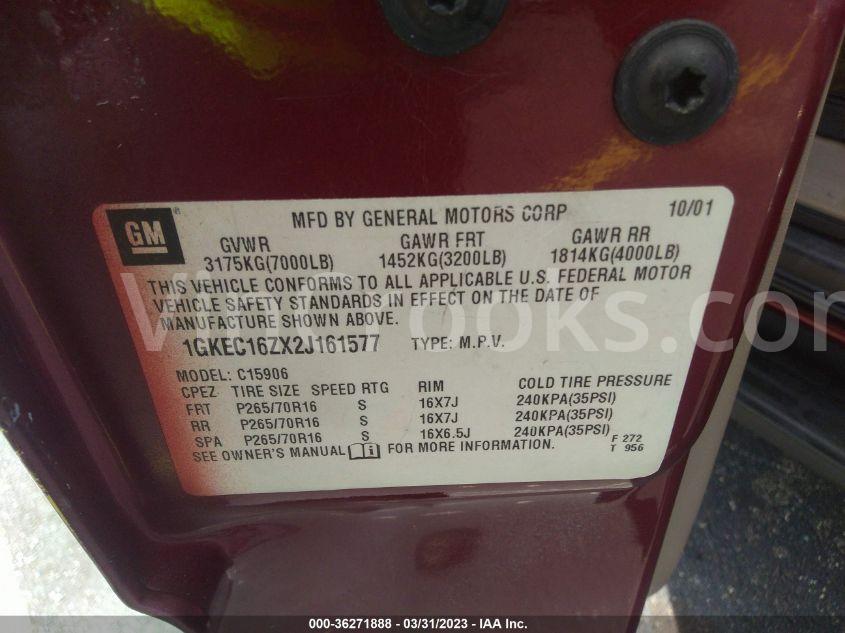 GM
MFD BY GENERAL MOTORS CORP 10/01
GVWR GAWR FRT GAWR RR
3175KG(7000LB) 1452KG(3200LB) 1814KG(4000LB)
THIS VEHICLE CONFORMS TO ALL APPLICABLE U.S. FEDERAL MOTOR
VEHICLE SAFETY STANDARDS IN EFFECT ON THE DATE OF
MANUFACTURE SHOWN ABOVE.
1GKEC16ZX2J161577 TYPE: M.P.V.
MODEL: C15906
CPEZ TIRE SIZE SPEED RTG RIM COLD TIRE PRESSURE
FRT P265/70R16 S 16X7J 240KPA(35PSI)
RR P265/70R16 S 16X7J 240KPA(35PSI)
SPA P265/70R16 S 16X6.5J 240KPA(35PSI)
SEE OWNER'S MANUAL FOR MORE INFORMATION.
F 272
T 956
000-36271888 - 03/31/2023 - IAA Inc.